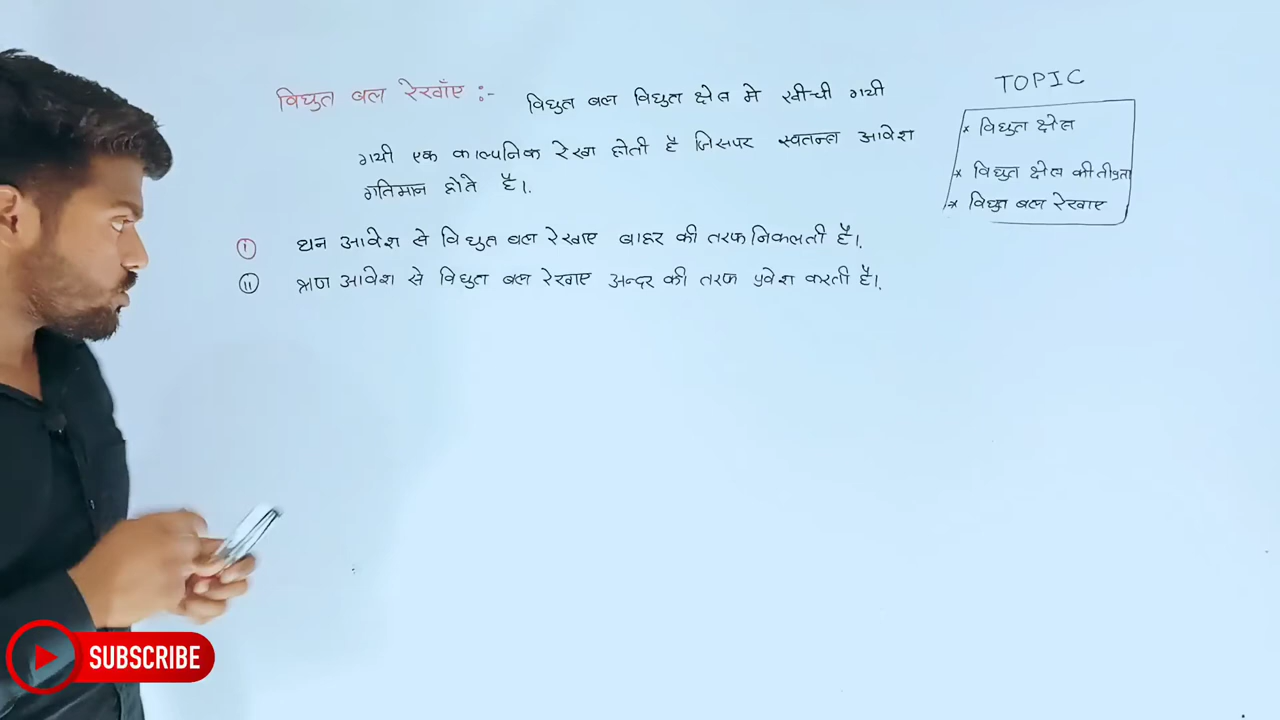 विद्युत बल रेखाँए :- विद्युत बल विद्युत क्षेत्र मे खींची गयी
गयी एक काल्पनिक रेखा होती है जिसपर स्वतन्त्र आवेश
गतिमान होते है।
(i) धन आवेश से विद्युत बल रेखाए बाहर की तरफ निकलती है।
(ii) ऋण आवेश से विद्युत बल रेखाए अन्दर की तरफ प्रवेश करती है।
TOPIC
* विद्युत क्षेत्र
* विद्युत क्षेत्र की तीव्रता
* विद्युत बल रेखाए
SUBSCRIBE